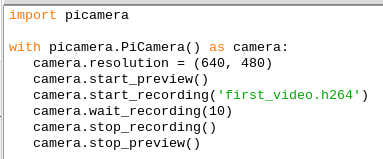 import picamera

with picamera.PiCamera() as camera:
   camera.resolution = (640, 480)
   camera.start_preview()
   camera.start_recording('first_video.h264')
   camera.wait_recording(10)
   camera.stop_recording()
   camera.stop_preview()